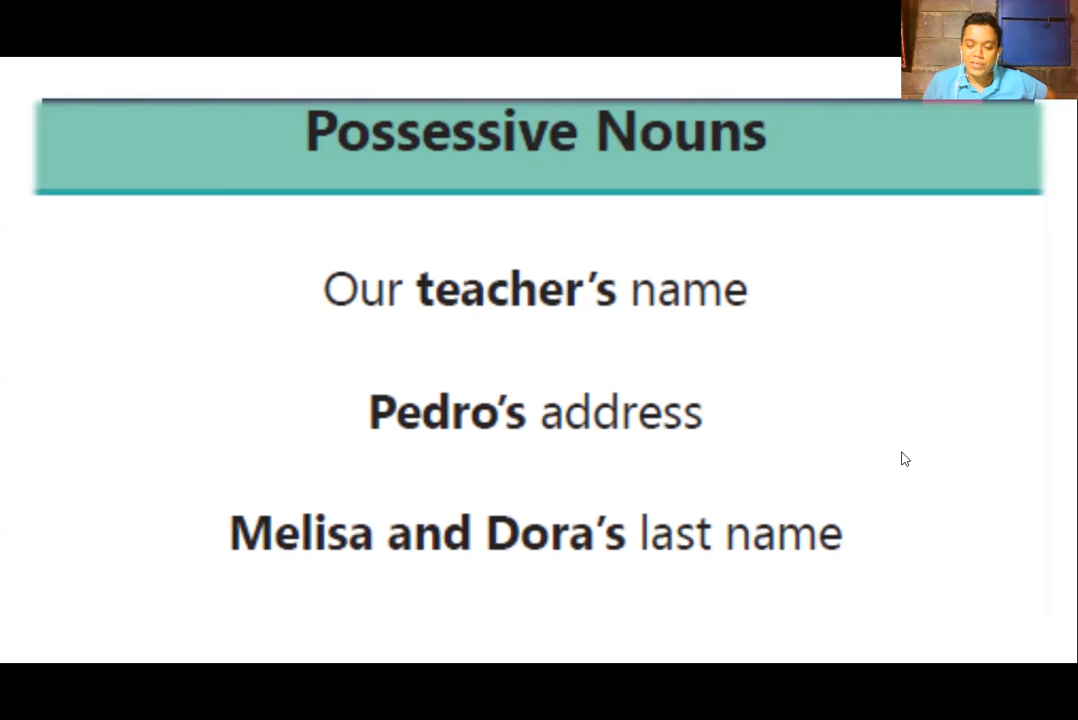 Possessive Nouns
Our teacher’s name
Pedro’s address
Melisa and Dora’s last name